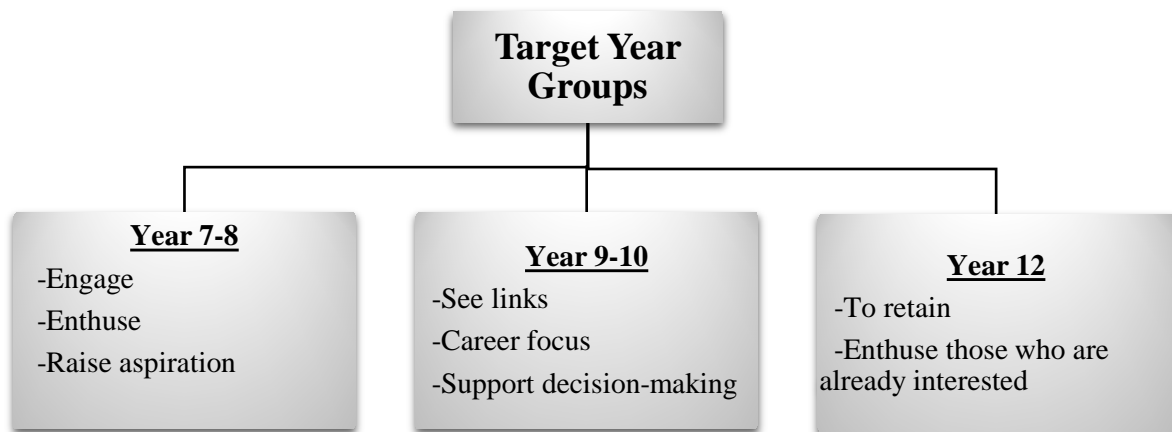 Target Year
Groups
Year 7-8
-Engage
-Enthuse
-Raise aspiration
Year 9-10
-See links
-Career focus
-Support decision-making
Year 12
-To retain
-Enthuse those who are
already interested